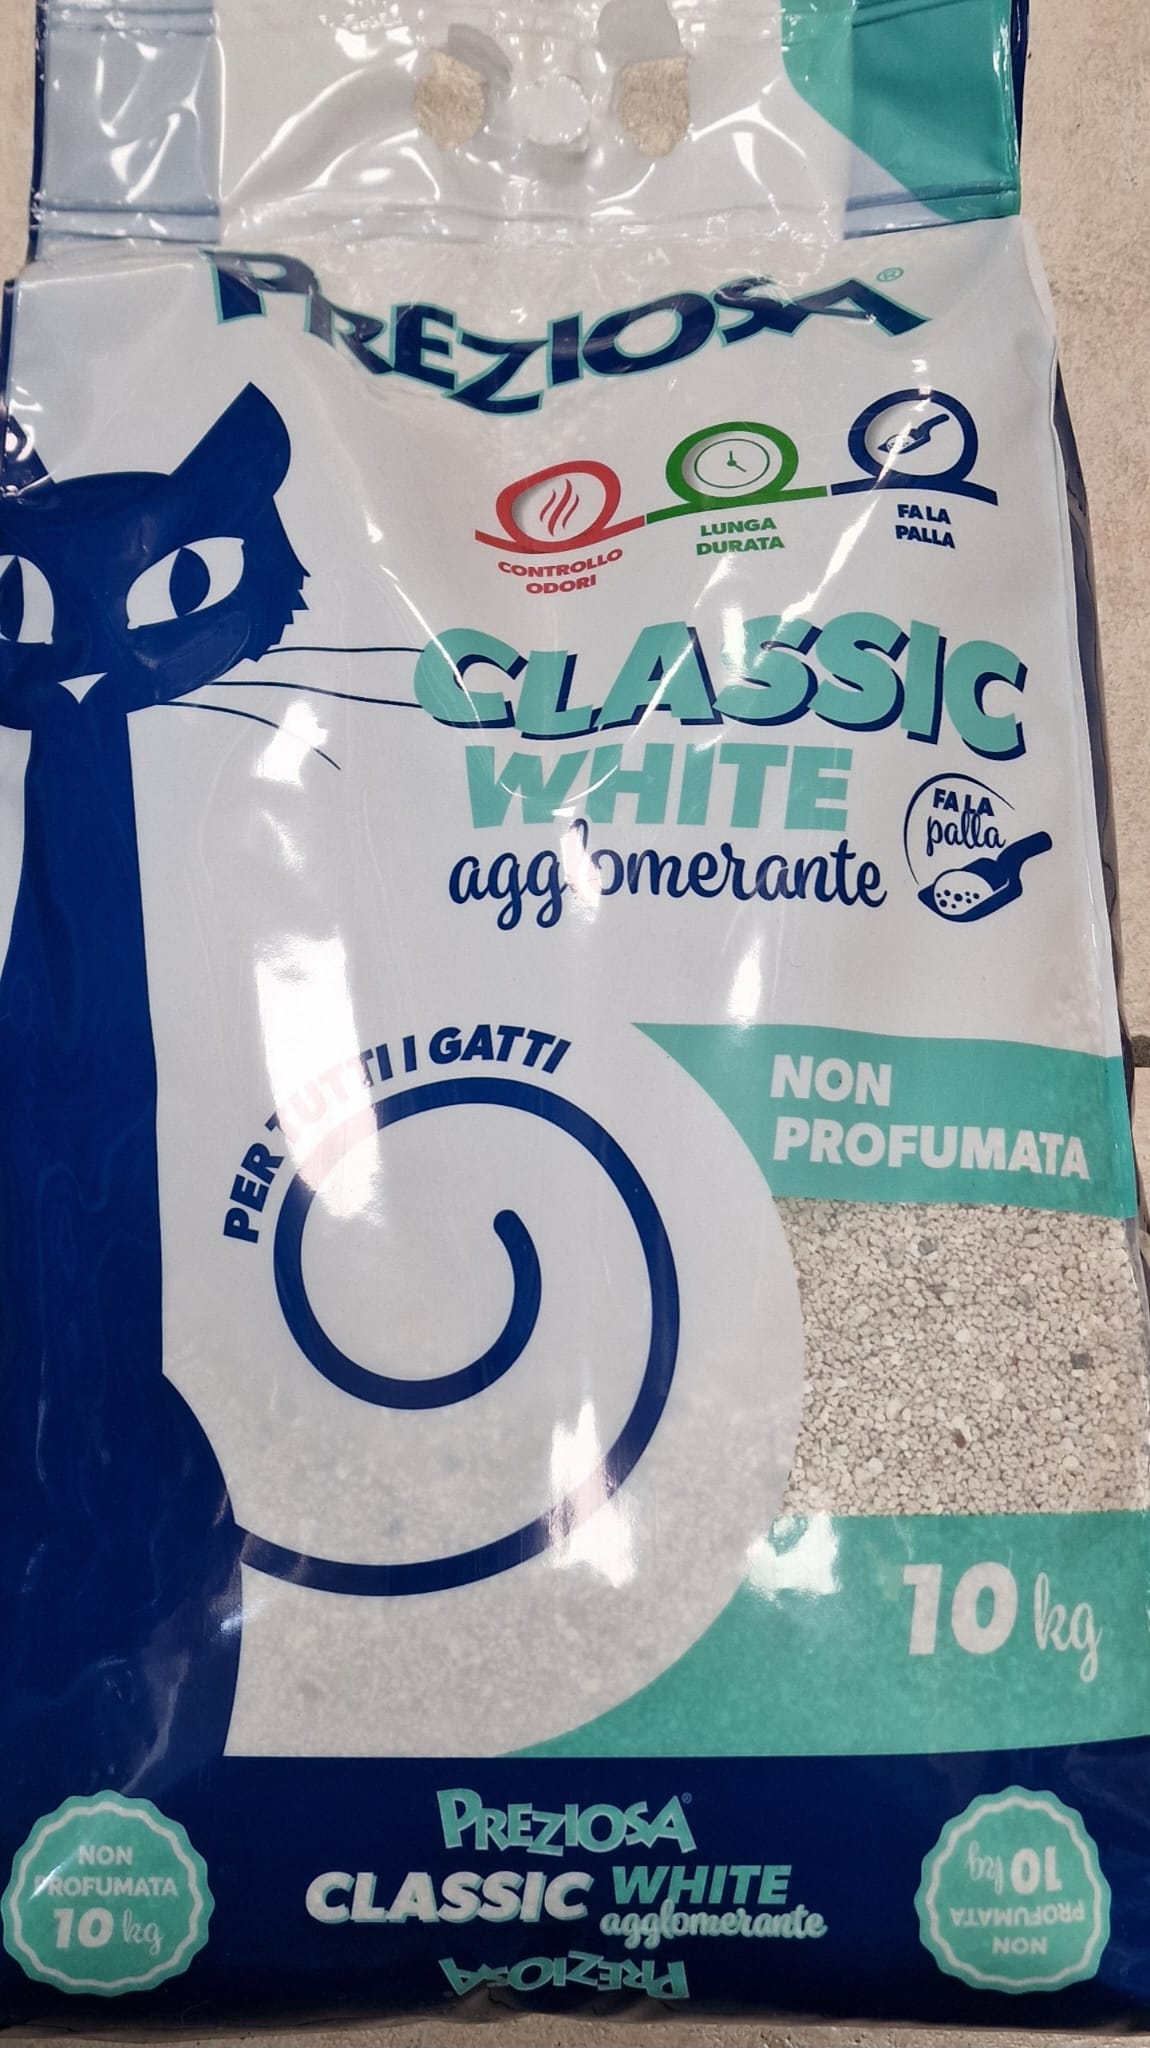 PREZIOSA®
CONTROLLO
ODORI
LUNGA
DURATA
FA LA
PALLA
CLASSIC
WHITE
agglomerante
FA LA
palla
PER TUTTI I GATTI
NON
PROFUMATA
10 kg
PREZIOSA®
CLASSIC WHITE
agglomerante
NON
PROFUMATA
10 kg
NON
PROFUMATA
10 kg
PREZIOSA